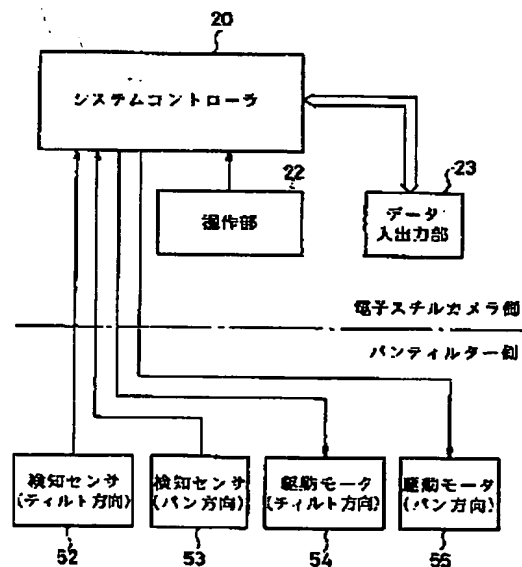 20
システムコントローラ
22
操作部
23
データ
入出力部
電子スチルカメラ側
パンティルター側
検知センサ
(ティルト方向)
検知センサ
(パン方向)
駆動モータ
(ティルト方向)
駆動モータ
(パン方向)
52
53
54
55